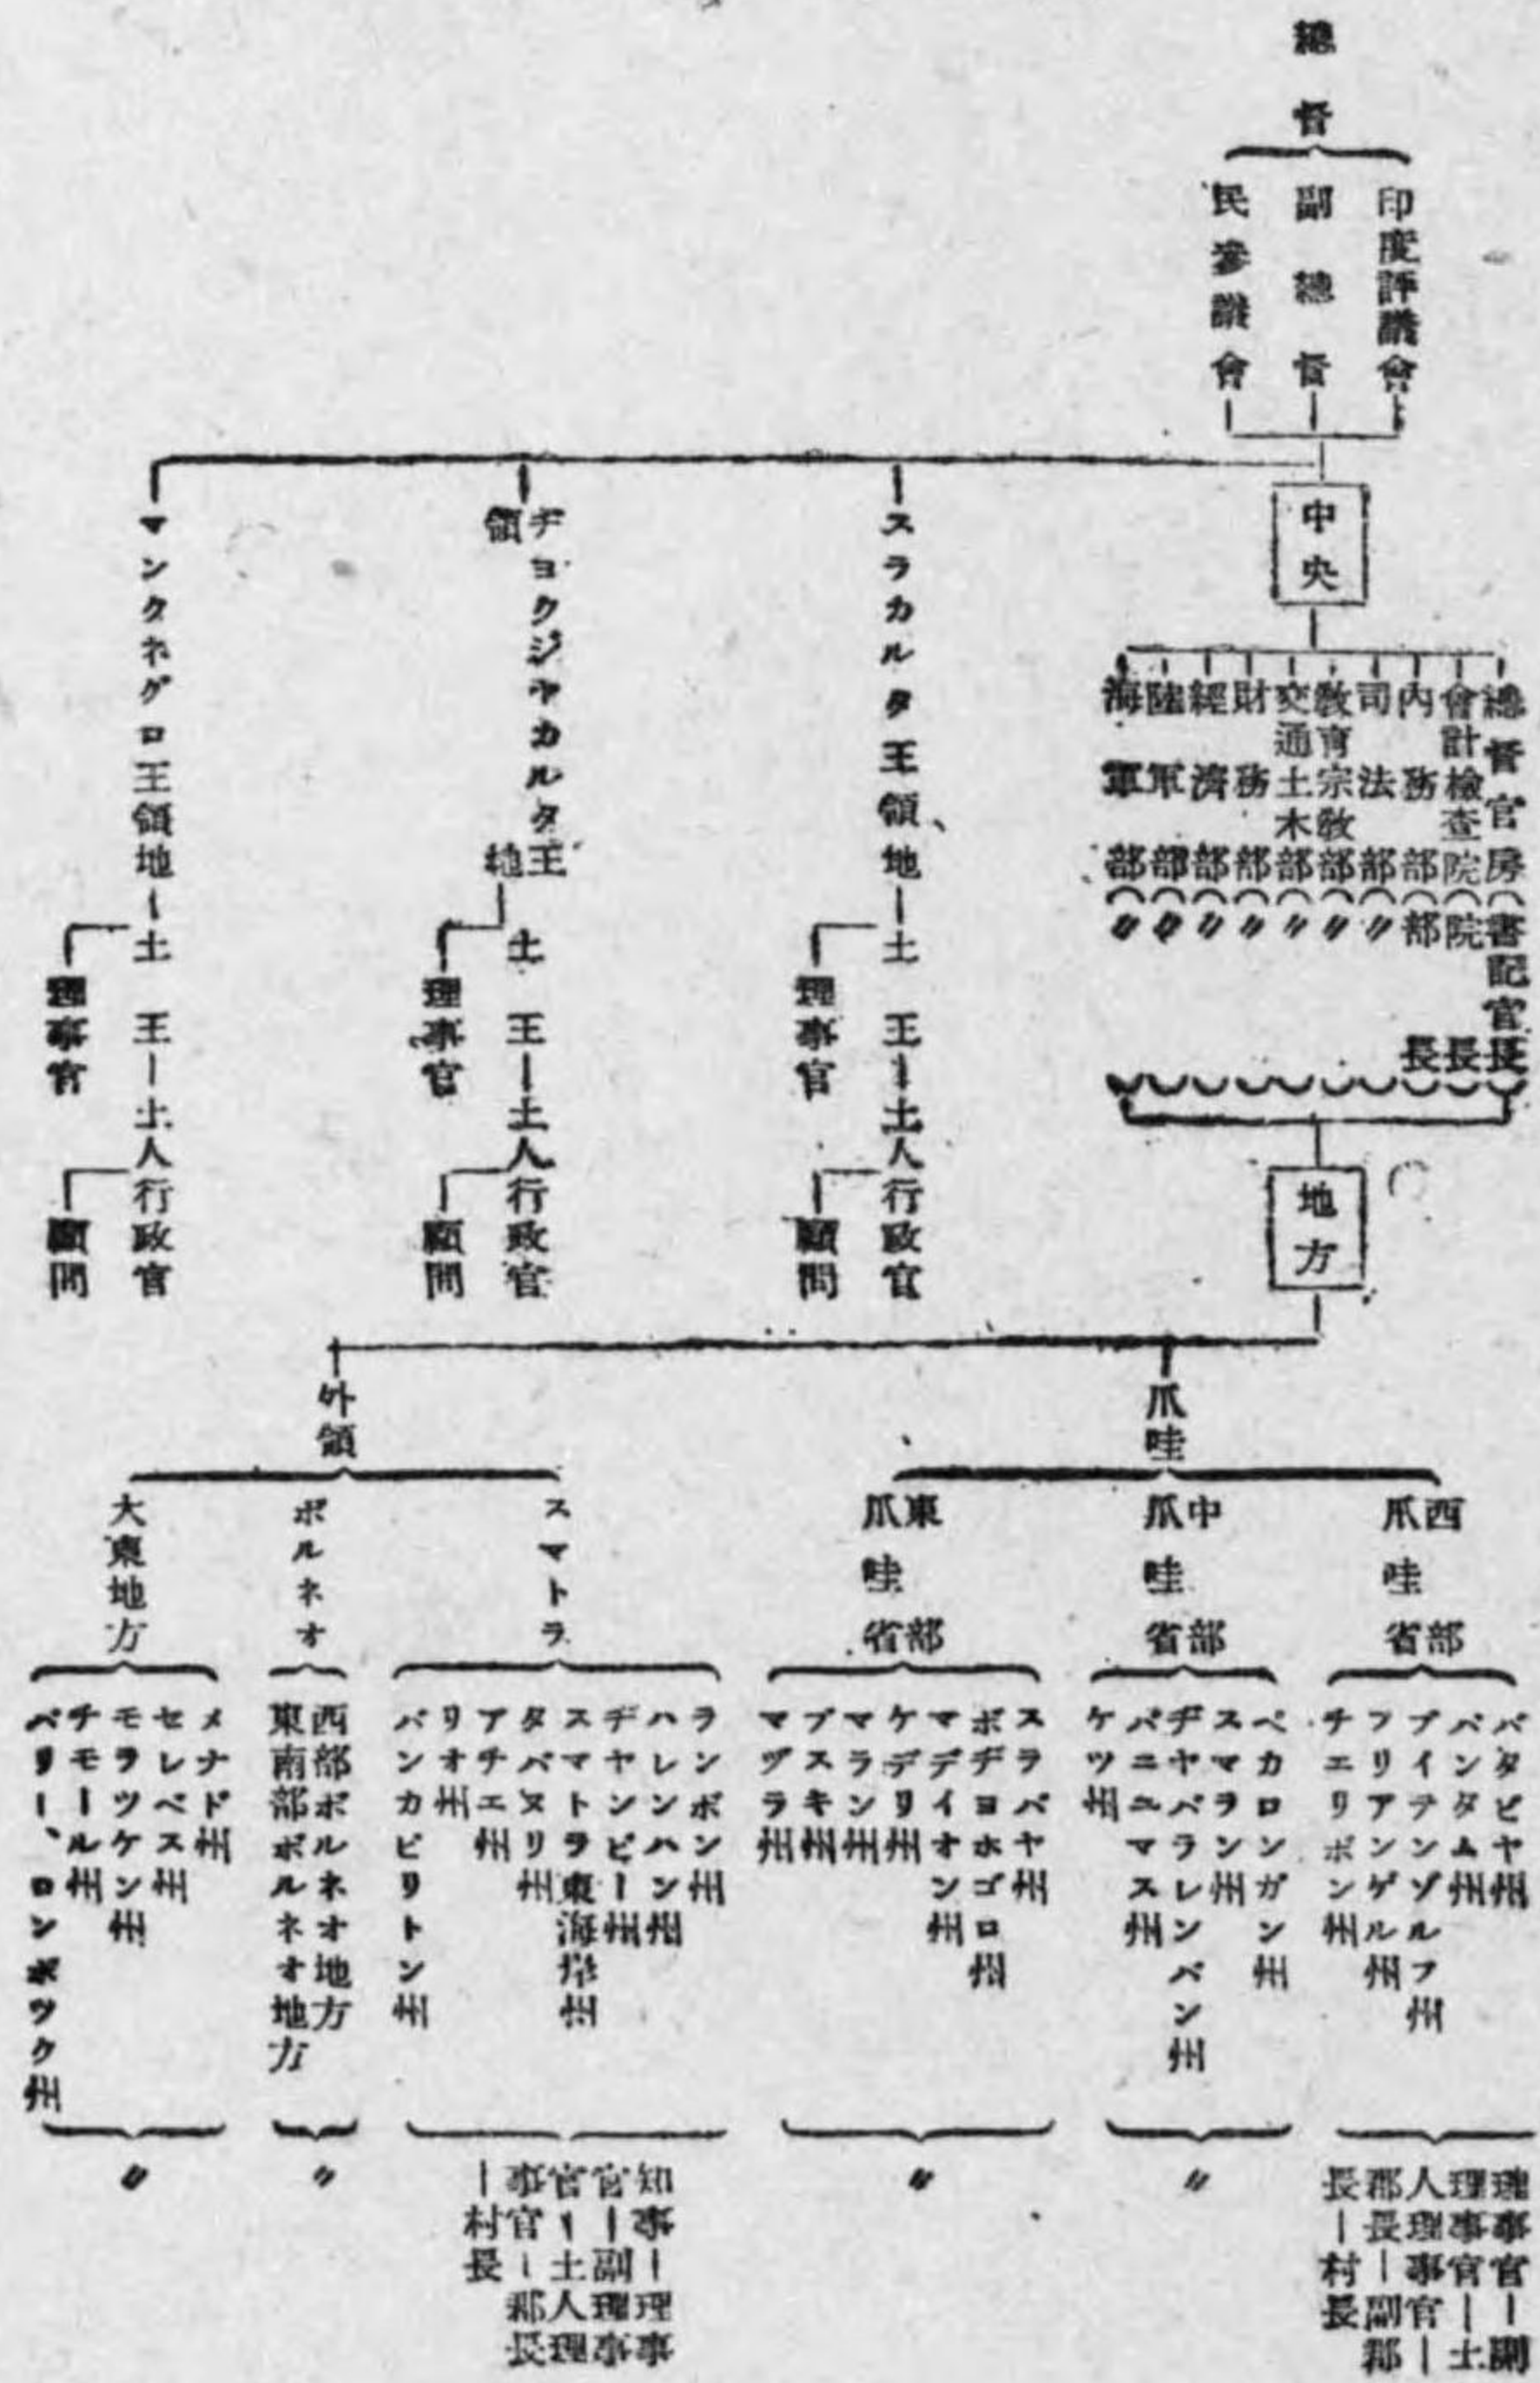 總督
印度評議會
副總督
民參議會
中央
總督官房(書記官長)
會計檢査院(院長)
內務部(部長)
司法部(〃)
敎育宗敎部(〃)
交通土木部(〃)
財務部(〃)
經濟部(〃)
陸軍部(〃)
海軍部(〃)
スラカルタ王領地―土王―土人行政官
理事官
顧問
ヂヨクジヤカルタ王領地
土王―土人行政官
理事官
顧問
マンクネグロ王領地―土王―土人行政官
理事官
顧問
地方
爪哇
西部爪哇省
バタビヤ州
バンタム州
ブイテンゾルフ州
プリアンゲル州
チエリボン州
理事官―副
理事官―土
人理事官―
郡長―副郡
長―村長
中部爪哇省
ペカロンガン州
スマラン州
ヂヤパラレンバン州
バニユマス州
ケツ州
〃
東部爪哇省
スラバヤ州
ボヂヨホゴロ州
マデイオン州
ケデリ州
マラン州
ブスキ州
マヅラ州
〃
外領
スマトラ
ランポン州
パレンバン州
ヂヤンビー州
スマトラ東海岸州
タパヌリ州
アチエ州
リオ州
バンカビリトン州
知事―理事
官―副理事
官―土人理
事官―郡長
―村長
ボルネオ
西部ボルネオ地方
東南部ボルネオ地方
〃
大東地方
メナド州
セレベス州
モラツケン州
チモール州
バリー、ロンボツク州
〃